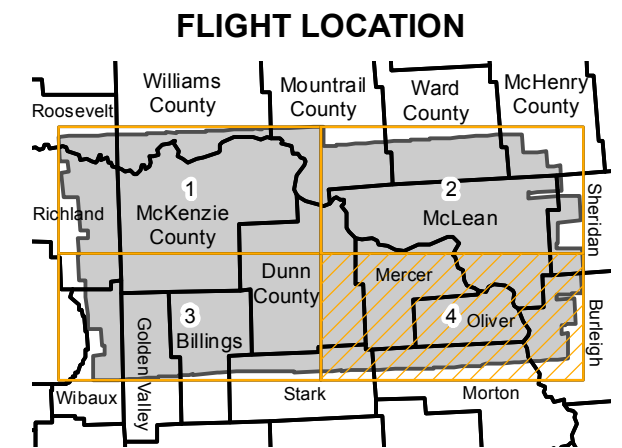 FLIGHT LOCATION
Williams
County
Mountrail
County
Ward
County
McHenry
County
Roosevelt
1
McKenzie
County
2
McLean
Richland
Sheridan
Dunn
County
Mercer
3
Billings
4 Oliver
Golden Valley
Burleigh
Wibaux
Stark
Morton